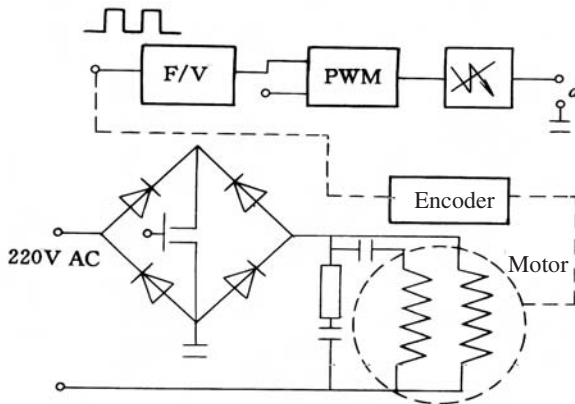 F/V
PWM
a
Encoder
220V AC
Motor